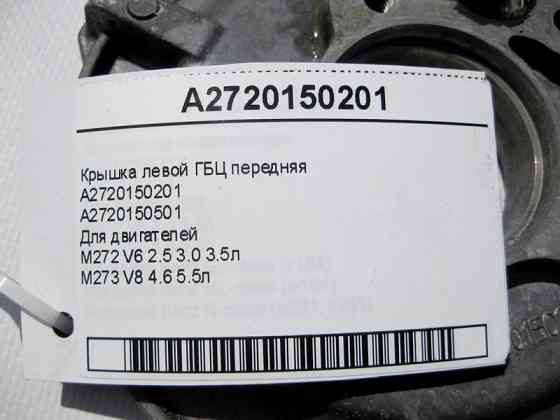 A2720150201
Крышка левой ГБЦ передняя
A2720150201
A2720150501
Для двигателей
M272 V6 2.5 3.0 3.5л
M273 V8 4.6 5.5л